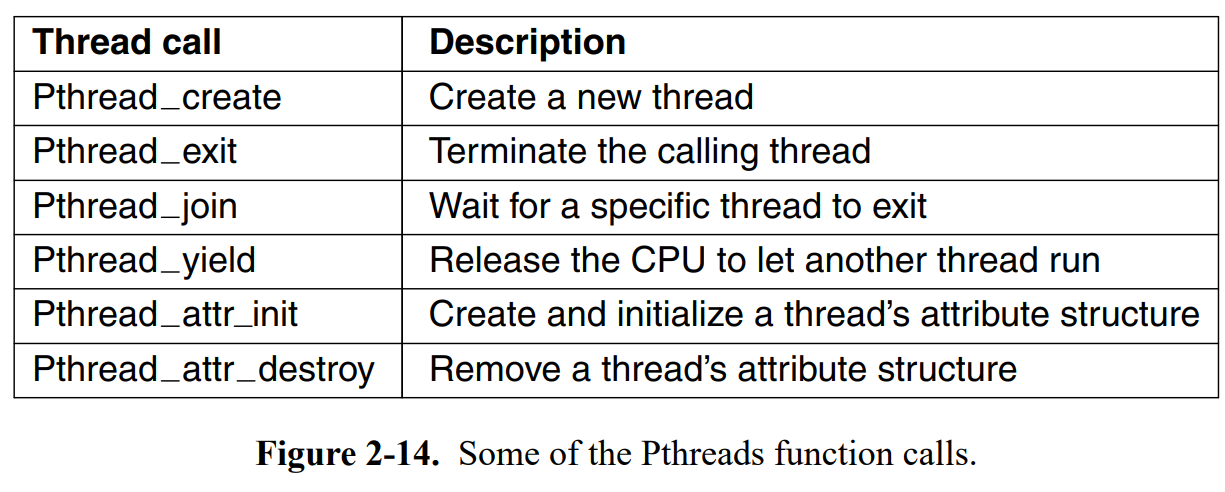 Thread call Description
Pthread_create Create a new thread
Pthread_exit Terminate the calling thread
Pthread_join Wait for a specific thread to exit
Pthread_yield Release the CPU to let another thread run
Pthread_attr_init Create and initialize a thread’s attribute structure
Pthread_attr_destroy Remove a thread’s attribute structure
Figure 2-14. Some of the Pthreads function calls.